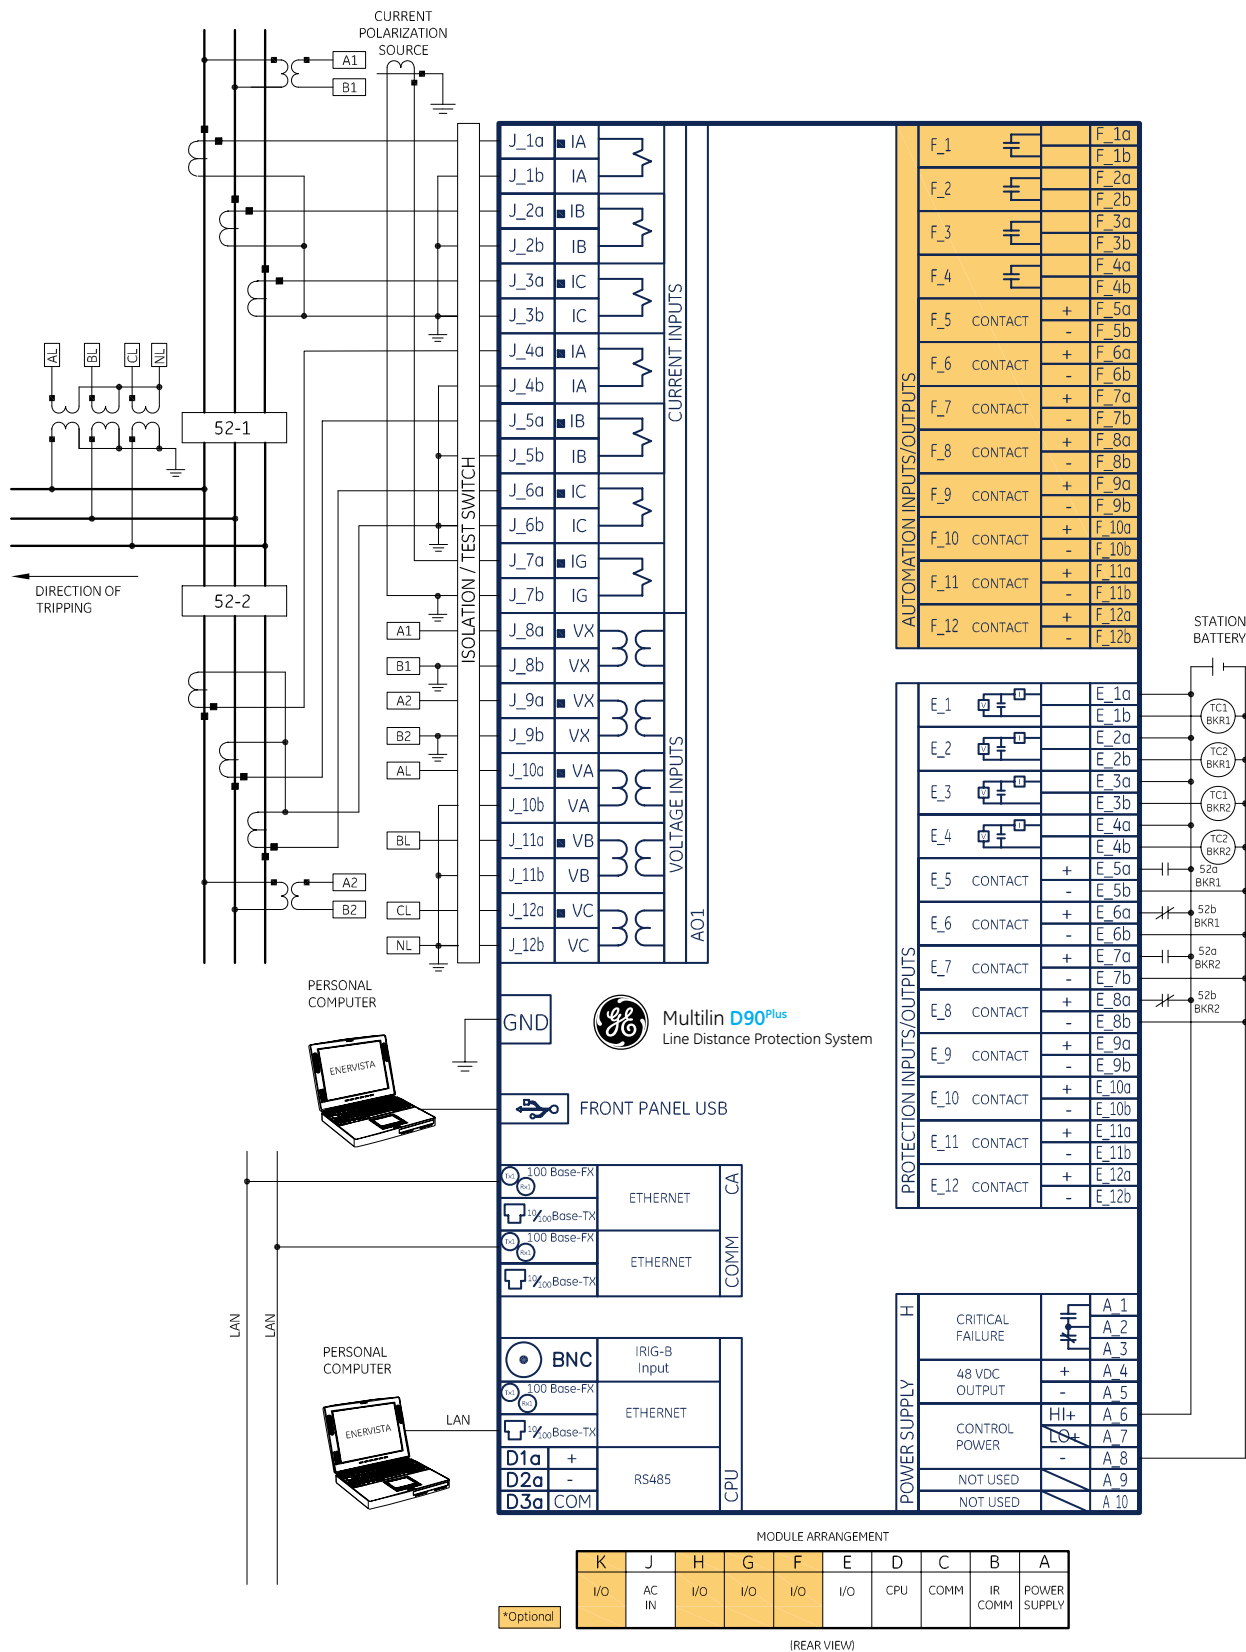 CURRENT
POLARIZATION
SOURCE
A1
B1
AL
BL
CL
NL
52-1
DIRECTION OF
TRIPPING
52-2
A2
B2
ISOLATION / TEST SWITCH
A1
B1
A2
B2
AL
BL
CL
NL
J_1a IA
J_1b IA
J_2a IB
J_2b IB
J_3a IC
J_3b IC
J_4a IA
J_4b IA
J_5a IB
J_5b IB
J_6a IC
J_6b IC
J_7a IG
J_7b IG
J_8a VX
J_8b VX
J_9a VX
J_9b VX
J_10a VA
J_10b VA
J_11a VB
J_11b VB
J_12a VC
J_12b VC
CURRENT INPUTS
VOLTAGE INPUTS
A01
AUTOMATION INPUTS/OUTPUTS
F_1 F_1a
F_1b
F_2 F_2a
F_2b
F_3 F_3a
F_3b
F_4 F_4a
F_4b
F_5 CONTACT + F_5a
- F_5b
F_6 CONTACT + F_6a
- F_6b
F_7 CONTACT + F_7a
- F_7b
F_8 CONTACT + F_8a
- F_8b
F_9 CONTACT + F_9a
- F_9b
F_10 CONTACT + F_10a
- F_10b
F_11 CONTACT + F_11a
- F_11b
F_12 CONTACT + F_12a
- F_12b
STATION
BATTERY
PROTECTION INPUTS/OUTPUTS
E_1 V I E_1a
E_1b
E_2 V I E_2a
E_2b
E_3 V I E_3a
E_3b
E_4 V I E_4a
E_4b
E_5 CONTACT + E_5a
- E_5b
E_6 CONTACT + E_6a
- E_6b
E_7 CONTACT + E_7a
- E_7b
E_8 CONTACT + E_8a
- E_8b
E_9 CONTACT + E_9a
- E_9b
E_10 CONTACT + E_10a
- E_10b
E_11 CONTACT + E_11a
- E_11b
E_12 CONTACT + E_12a
- E_12b
TC1
BKR1
TC2
BKR1
TC1
BKR2
TC2
BKR2
52a
BKR1
52b
BKR1
52a
BKR2
52b
BKR2
PERSONAL
COMPUTER
ENERVISTA
GND
GE
Multilin D90Plus
Line Distance Protection System
FRONT PANEL USB
Tx1 Rx1 100 Base-FX
ETHERNET
10/100Base-TX
Tx1 Rx1 100 Base-FX
ETHERNET
10/100Base-TX
COMM CA
LAN
LAN
PERSONAL
COMPUTER
ENERVISTA
LAN
BNC
IRIG-B
Input
Tx1 Rx1 100 Base-FX
ETHERNET
10/100Base-TX
D1a +
D2a -
D3a COM
RS485
CPU
POWER SUPPLY H
CRITICAL
FAILURE
A_1
A_2
A_3
48 VDC
OUTPUT
+ A_4
- A_5
CONTROL
POWER
HI+ A_6
LO+ A_7
- A_8
NOT USED A_9
NOT USED A_10
MODULE ARRANGEMENT
K J H G F E D C B A
I/O AC IN I/O I/O I/O I/O CPU COMM IR COMM POWER SUPPLY
*Optional
(REAR VIEW)